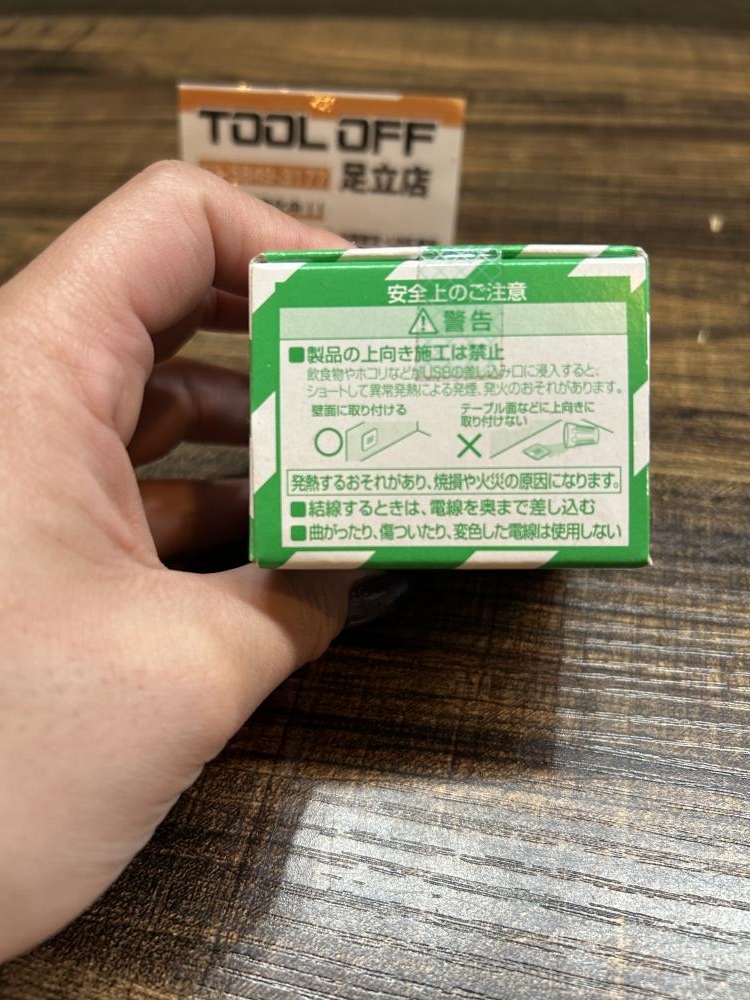 TOOL OFF
足立店
安全上のご注意
警告
■製品の上向き施工は禁止
飲食物やホコリなどがUSBの差し込み口に浸入すると、
ショートして異常発熱による発煙、発火のおそれがあります。
壁面に取り付ける
テーブル面などに上向きに
取り付けない
発熱するおそれがあり、焼損や火災の原因になります。
■結線するときは、電線を奥まで差し込む
■曲がったり、傷ついたり、変色した電線は使用しない